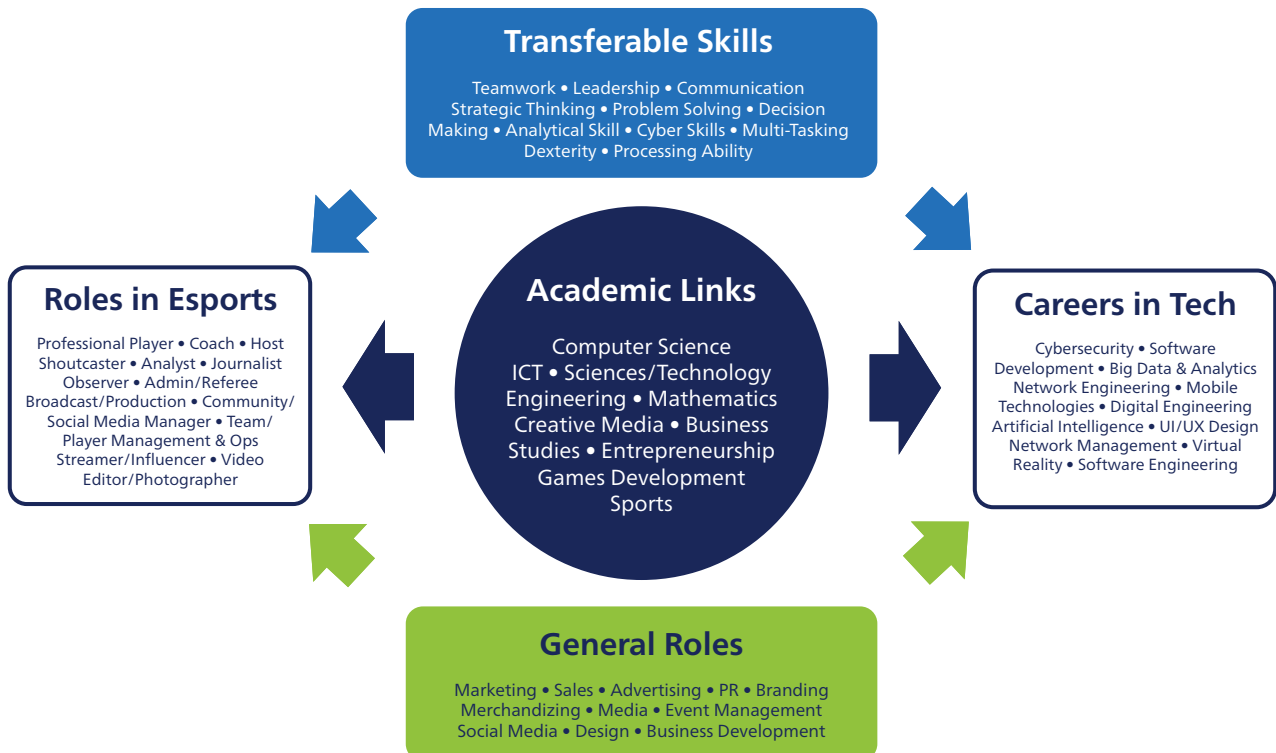 Transferable Skills
Teamwork • Leadership • Communication
Strategic Thinking • Problem Solving • Decision
Making • Analytical Skill • Cyber Skills • Multi-Tasking
Dexterity • Processing Ability
Roles in Esports
Professional Player • Coach • Host
Shoutcaster • Analyst • Journalist
Observer • Admin/Referee
Broadcast/Production • Community/
Social Media Manager • Team/
Player Management & Ops
Streamer/Influencer • Video
Editor/Photographer
Academic Links
Computer Science
ICT • Sciences/Technology
Engineering • Mathematics
Creative Media • Business
Studies • Entrepreneurship
Games Development
Sports
Careers in Tech
Cybersecurity • Software
Development • Big Data & Analytics
Network Engineering • Mobile
Technologies • Digital Engineering
Artificial Intelligence • UI/UX Design
Network Management • Virtual
Reality • Software Engineering
General Roles
Marketing • Sales • Advertising • PR • Branding
Merchandizing • Media • Event Management
Social Media • Design • Business Development